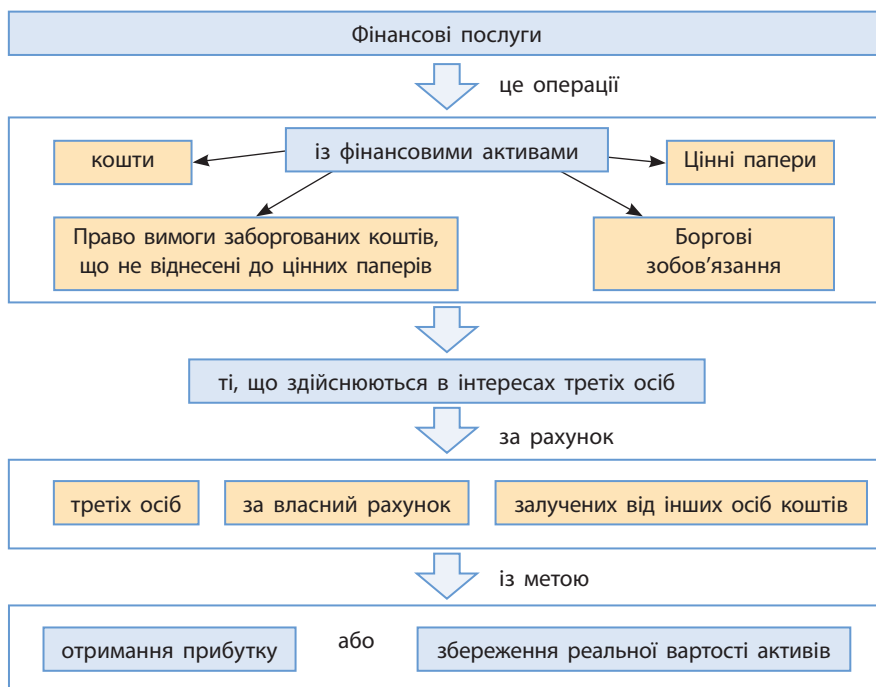 Фінансові послуги
це операції
кошти
із фінансовими активами
Цінні папери
Право вимоги заборгованих коштів,
що не віднесені до цінних паперів
Боргові
зобов’язання
ті, що здійснюються в інтересах третіх осіб
за рахунок
третіх осіб
за власний рахунок
залучених від інших осіб коштів
із метою
отримання прибутку
або
збереження реальної вартості активів